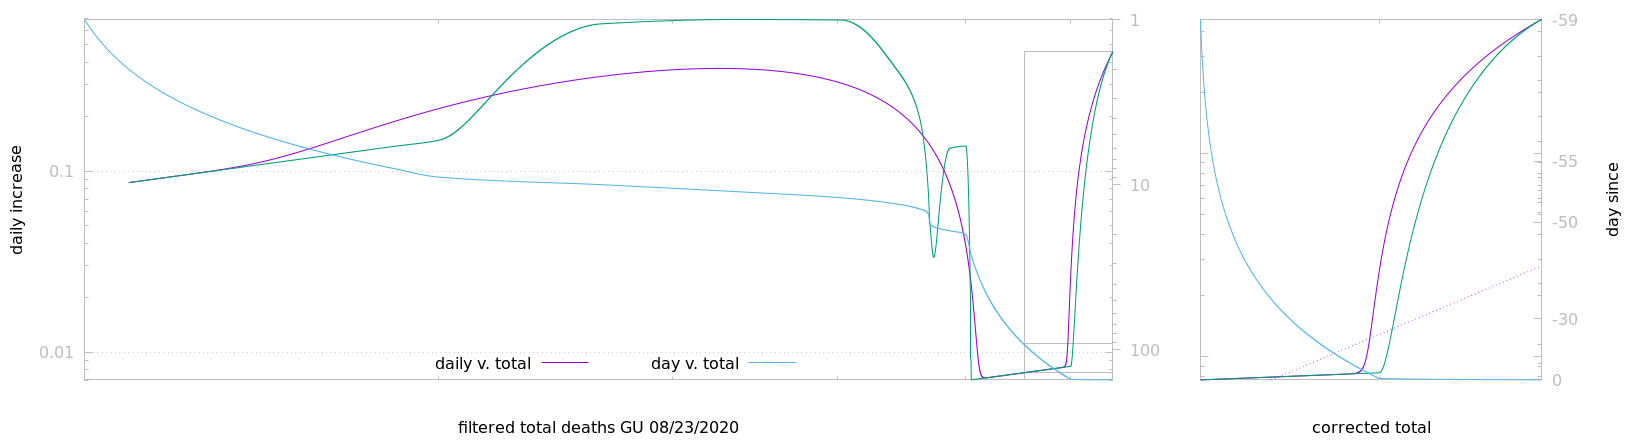 1
-59
0.1
10
-55
-50
daily increase
day since
-30
0.01
daily v. total
day v. total
100
0
filtered total deaths GU 08/23/2020
corrected total